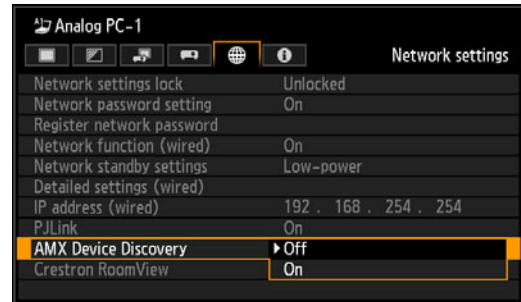 Analog PC-1
Network settings
Network settings lock Unlocked
Network password setting On
Register network password
Network function (wired) On
Network standby settings Low-power
Detailed settings (wired)
IP address (wired) 192 . 168 . 254 . 254
PJLink On
AMX Device Discovery Off
Crestron RoomView On